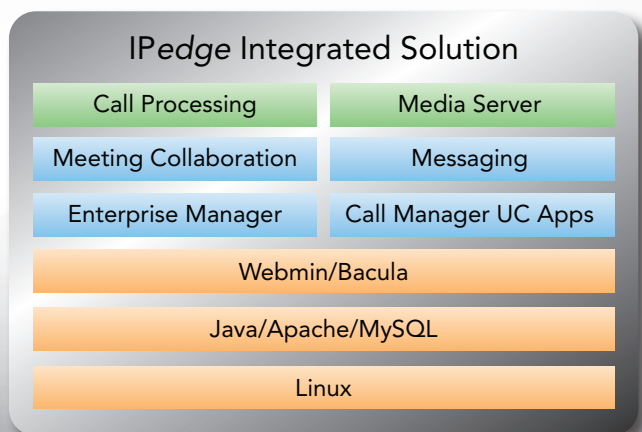 IPedge Integrated Solution
Call Processing
Media Server
Meeting Collaboration
Messaging
Enterprise Manager
Call Manager UC Apps
Webmin/Bacula
Java/Apache/MySQL
Linux